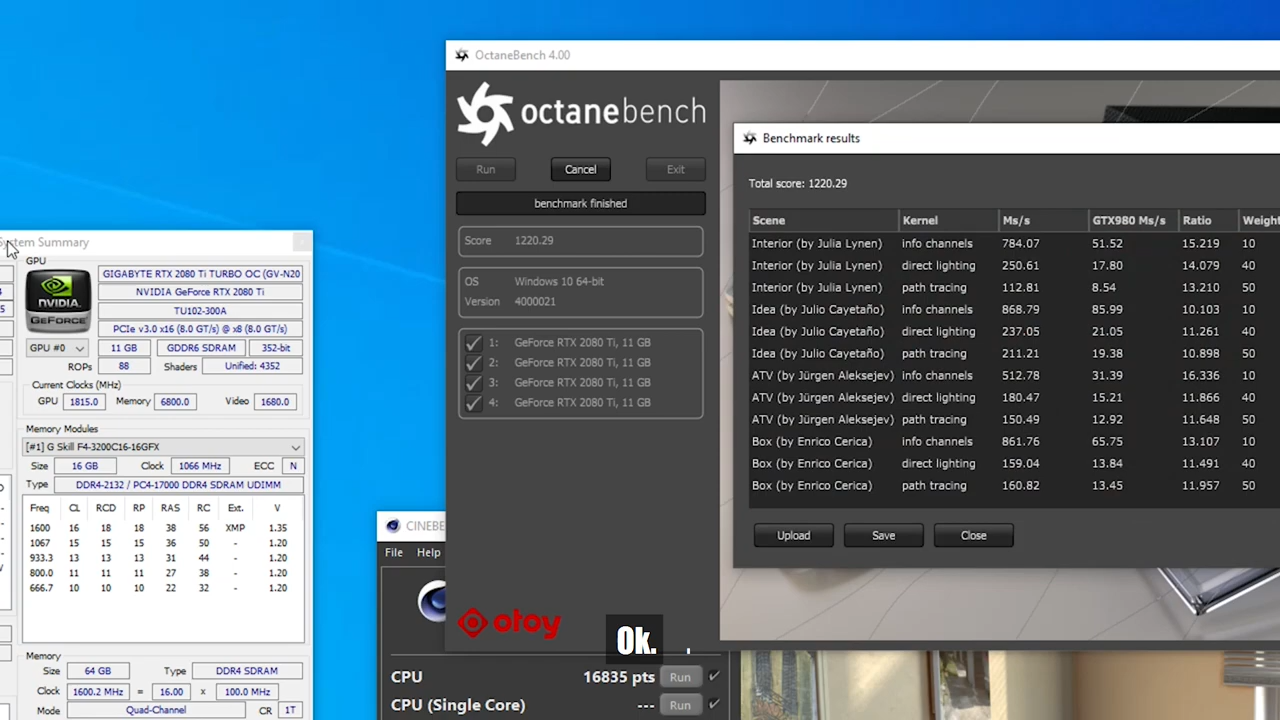 OctaneBench 4.00
octanebench
Run Cancel Exit
benchmark finished
Score 1220.29
OS Windows 10 64-bit
Version 4000021
1: GeForce RTX 2080 Ti, 11 GB
2: GeForce RTX 2080 Ti, 11 GB
3: GeForce RTX 2080 Ti, 11 GB
4: GeForce RTX 2080 Ti, 11 GB
otoy
Benchmark results
Total score: 1220.29
Scene Kernel Ms/s GTX980 Ms/s Ratio Weight
Interior (by Julia Lynen) info channels 784.07 51.52 15.219 10
Interior (by Julia Lynen) direct lighting 250.61 17.80 14.079 40
Interior (by Julia Lynen) path tracing 112.81 8.54 13.210 50
Idea (by Julio Cayetaño) info channels 868.79 85.99 10.103 10
Idea (by Julio Cayetaño) direct lighting 237.05 21.05 11.261 40
Idea (by Julio Cayetaño) path tracing 211.21 19.38 10.898 50
ATV (by Jürgen Aleksejev) info channels 512.78 31.39 16.336 10
ATV (by Jürgen Aleksejev) direct lighting 180.47 15.21 11.866 40
ATV (by Jürgen Aleksejev) path tracing 150.49 12.92 11.648 50
Box (by Enrico Cerica) info channels 861.76 65.75 13.107 10
Box (by Enrico Cerica) direct lighting 159.04 13.84 11.491 40
Box (by Enrico Cerica) path tracing 160.82 13.45 11.957 50
Upload Save Close
System Summary
GPU
NVIDIA GEFORCE
GIGABYTE RTX 2080 Ti TURBO OC (GV-N20
NVIDIA GeForce RTX 2080 Ti
TU102-300A
PCIe v3.0 x16 (8.0 GT/s) @ x8 (8.0 GT/s)
GPU #0 11 GB GDDR6 SDRAM 352-bit
ROPs 88 Shaders Unified: 4352
Current Clocks (MHz)
GPU 1815.0 Memory 6800.0 Video 1680.0
Memory Modules
[#1] G Skill F4-3200C16-16GFX
Size 16 GB Clock 1066 MHz ECC N
Type DDR4-2132 / PC4-17000 DDR4 SDRAM UDIMM
Freq CL RCD RP RAS RC Ext. V
1600 16 18 18 38 56 XMP 1.35
1067 15 15 15 36 50 - 1.20
933.3 13 13 13 31 44 - 1.20
800.0 11 11 11 27 38 - 1.20
666.7 10 10 10 22 32 - 1.20
Memory
Size 64 GB Type DDR4 SDRAM
Clock 1600.2 MHz = 16.00 x 100.0 MHz
Mode Quad-Channel CR 1T
CINEBE
File Help
CPU 16835 pts Run
CPU (Single Core) --- Run
Ok.